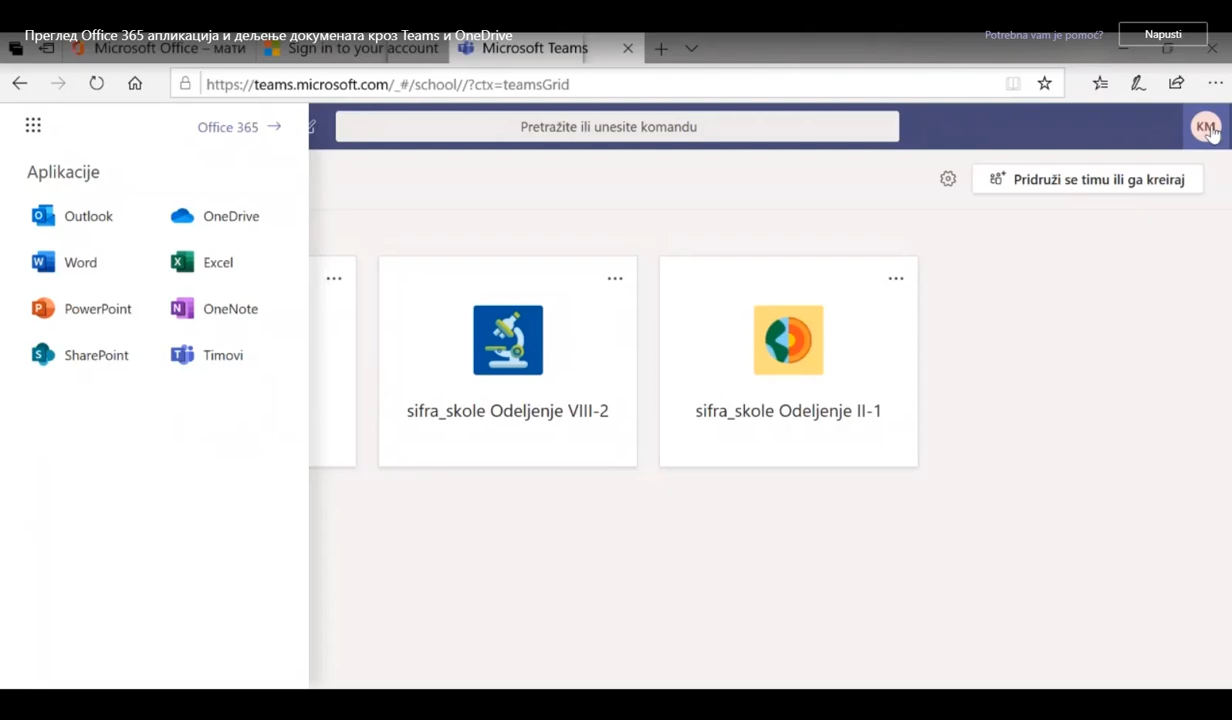 Преглед Office 365 апликација и дељење докумената кроз Teams и OneDrive
Potrebna vam je pomoć?
Napusti
Microsoft Office – мати
Sign in to your account
Microsoft Teams
https://teams.microsoft.com/_#/school//?ctx=teamsGrid
Office 365 →
Pretražite ili unesite komandu
KM
Aplikacije
Pridruži se timu ili ga kreiraj
Outlook
OneDrive
Word
Excel
PowerPoint
OneNote
SharePoint
Timovi
sifra_skole Odeljenje VIII-2
sifra_skole Odeljenje II-1